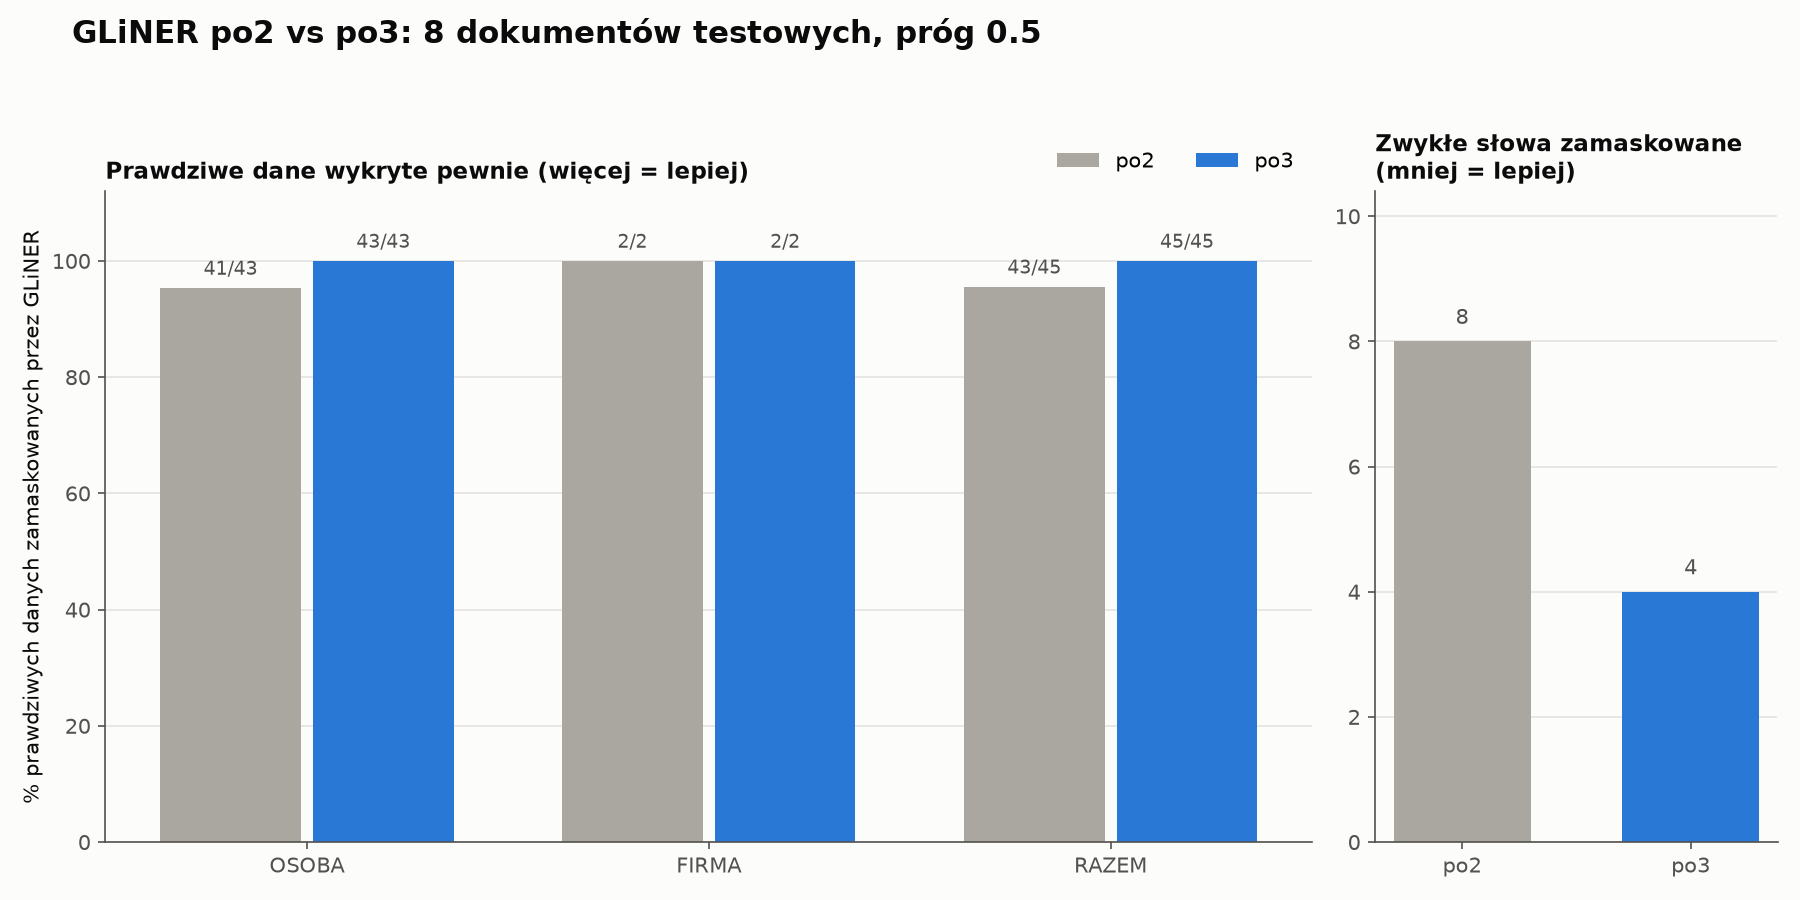 GLiNER po2 vs po3: 8 dokumentów testowych, próg 0.5
Prawdziwe dane wykryte pewnie (więcej = lepiej)
po2
po3
% prawdziwych danych zamaskowanych przez GLiNER
100
80
60
40
20
0
41/43
43/43
2/2
2/2
43/45
45/45
OSOBA
FIRMA
RAZEM
Zwykłe słowa zamaskowane
(mniej = lepiej)
10
8
6
4
2
0
8
4
po2
po3